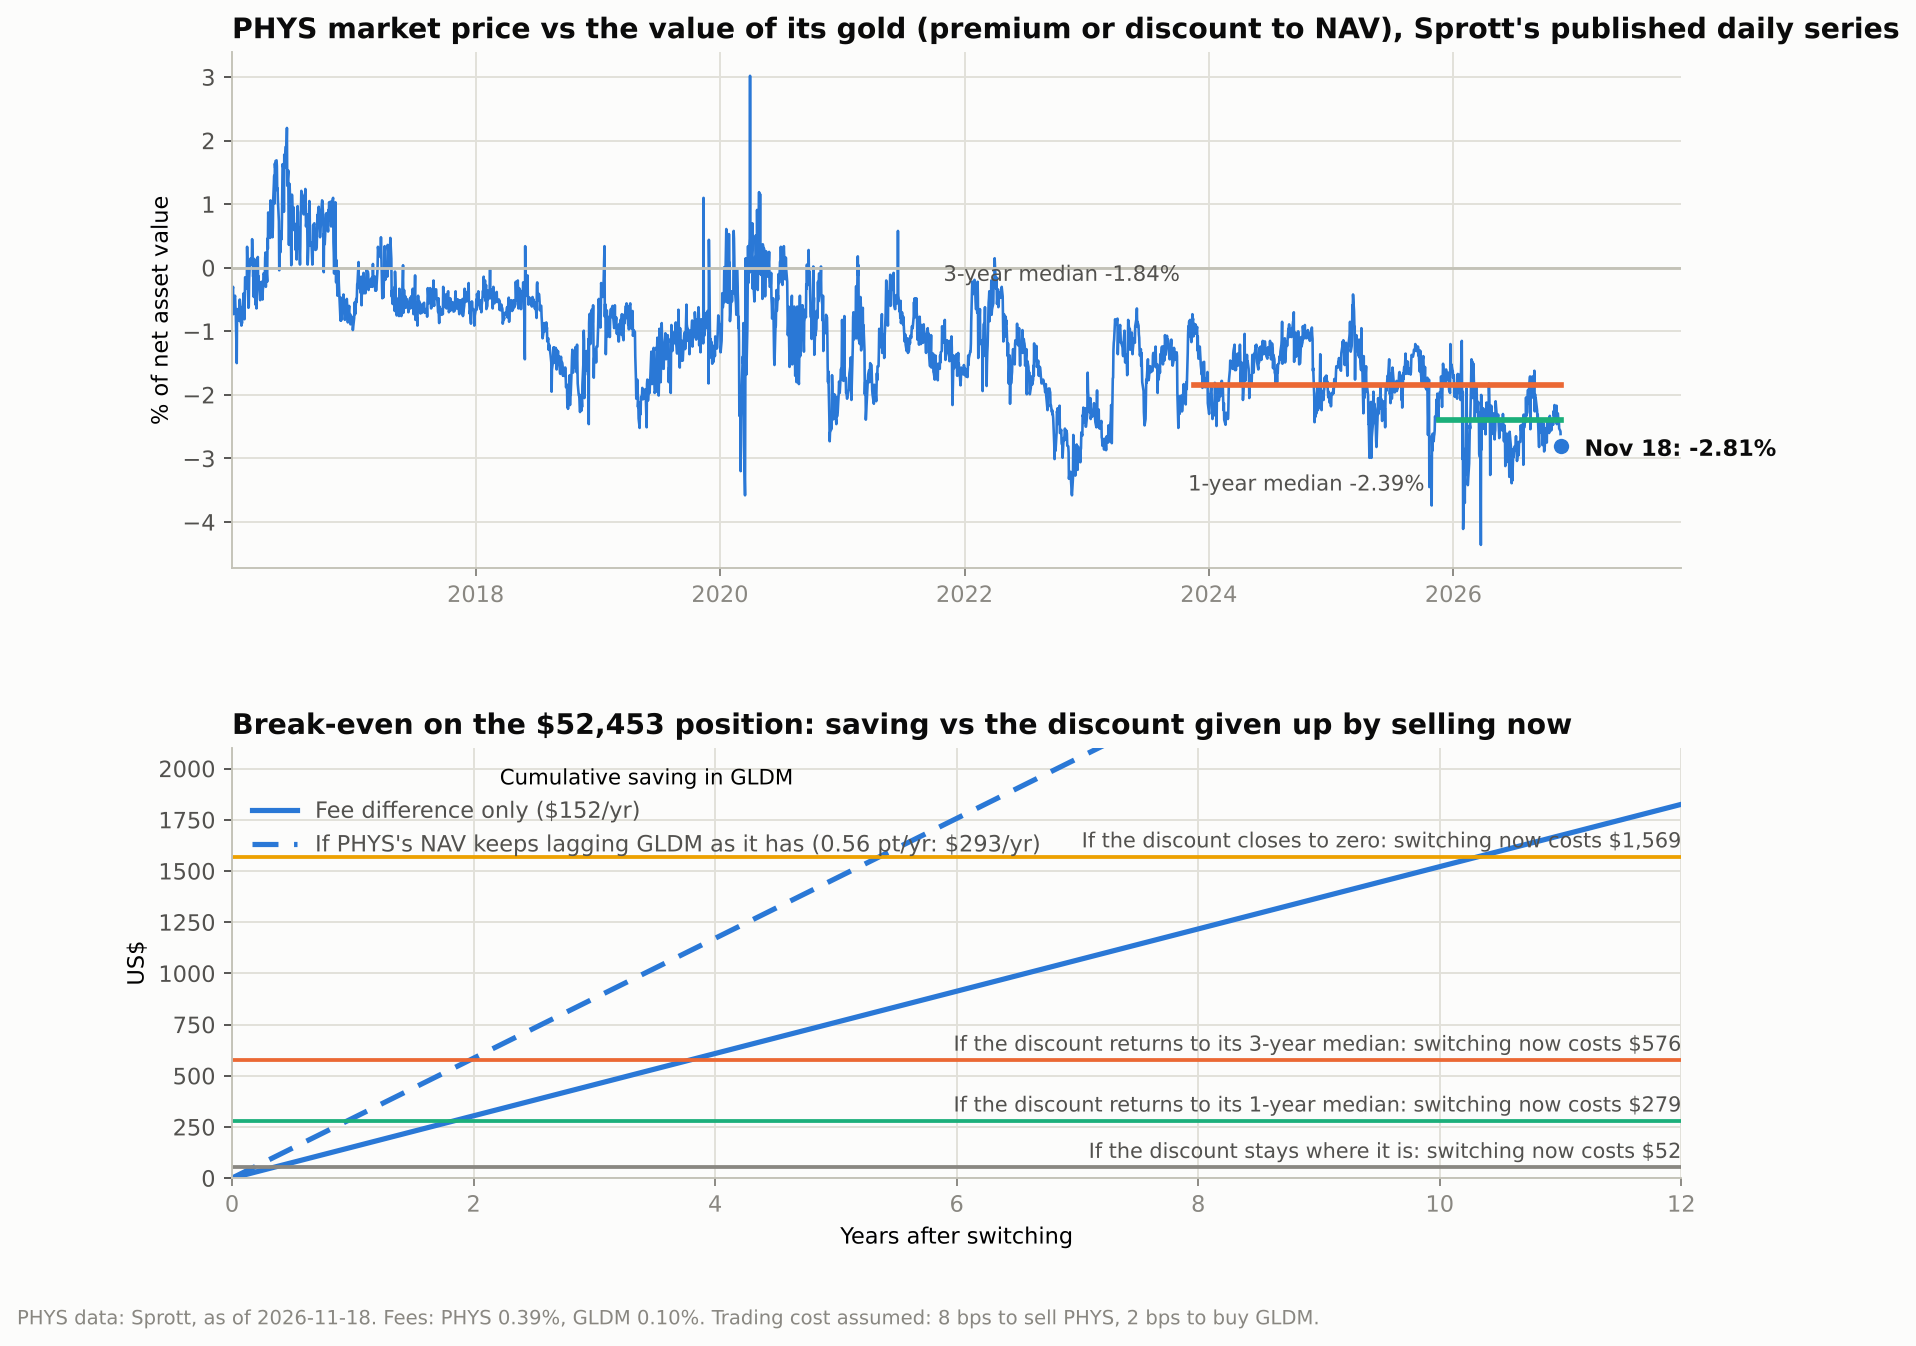 PHYS market price vs the value of its gold (premium or discount to NAV), Sprott's published daily series
% of net asset value
3
2
1
0
−1
−2
−3
−4
3-year median -1.84%
1-year median -2.39%
Nov 18: -2.81%
2018
2020
2022
2024
2026
Break-even on the $52,453 position: saving vs the discount given up by selling now
US$
2000
1750
1500
1250
1000
750
500
250
0
Cumulative saving in GLDM
Fee difference only ($152/yr)
If PHYS's NAV keeps lagging GLDM as it has (0.56 pt/yr: $293/yr)
If the discount closes to zero: switching now costs $1,569
If the discount returns to its 3-year median: switching now costs $576
If the discount returns to its 1-year median: switching now costs $279
If the discount stays where it is: switching now costs $52
0
2
4
6
8
10
12
Years after switching
PHYS data: Sprott, as of 2026-11-18. Fees: PHYS 0.39%, GLDM 0.10%. Trading cost assumed: 8 bps to sell PHYS, 2 bps to buy GLDM.